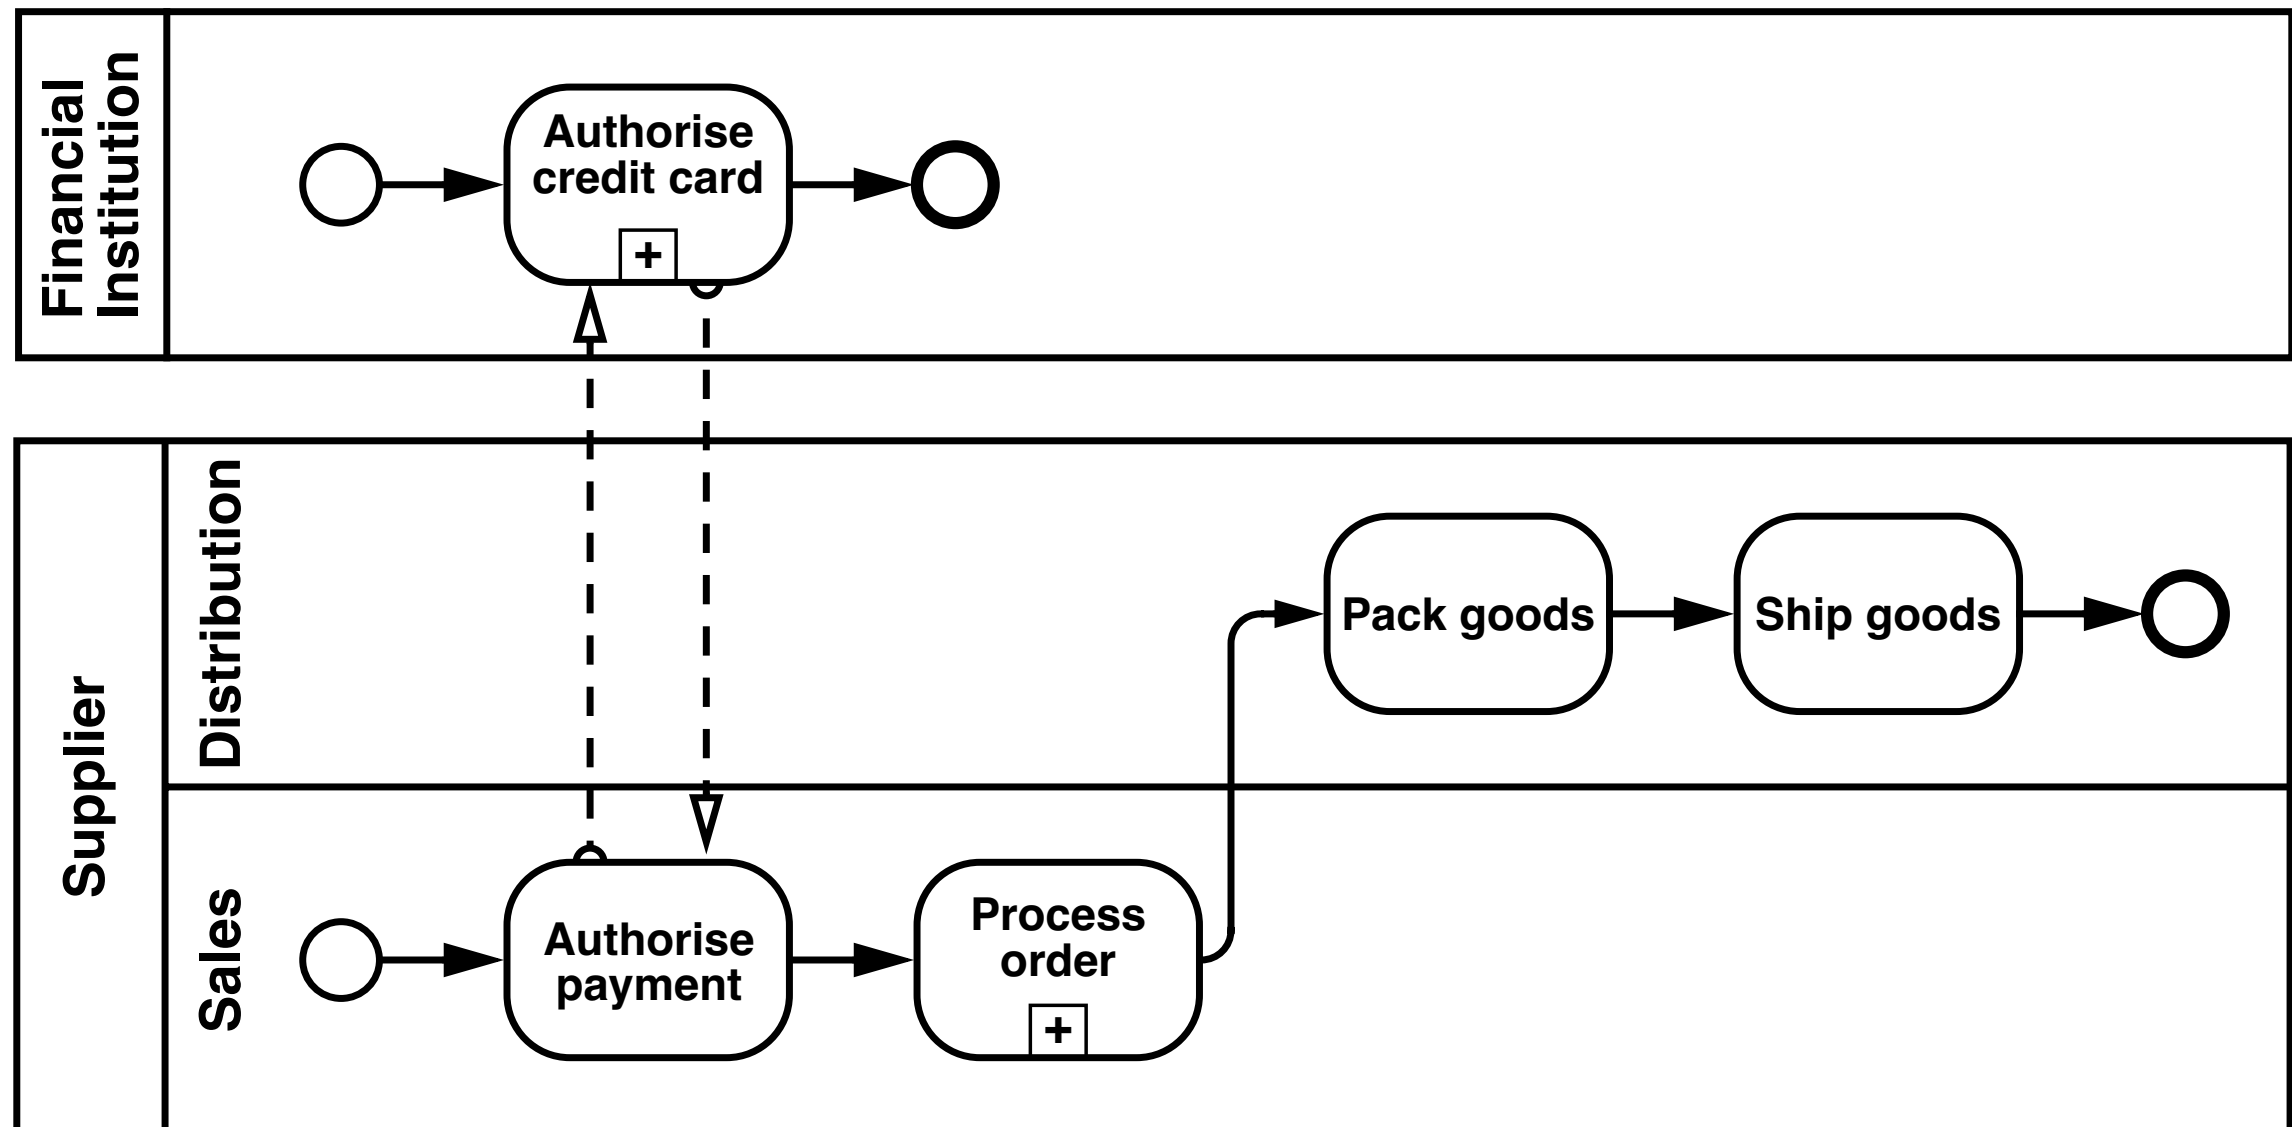 Financial
Institution
Authorise
credit card
+
Supplier
Distribution
Pack goods
Ship goods
Sales
Authorise
payment
Process
order
+